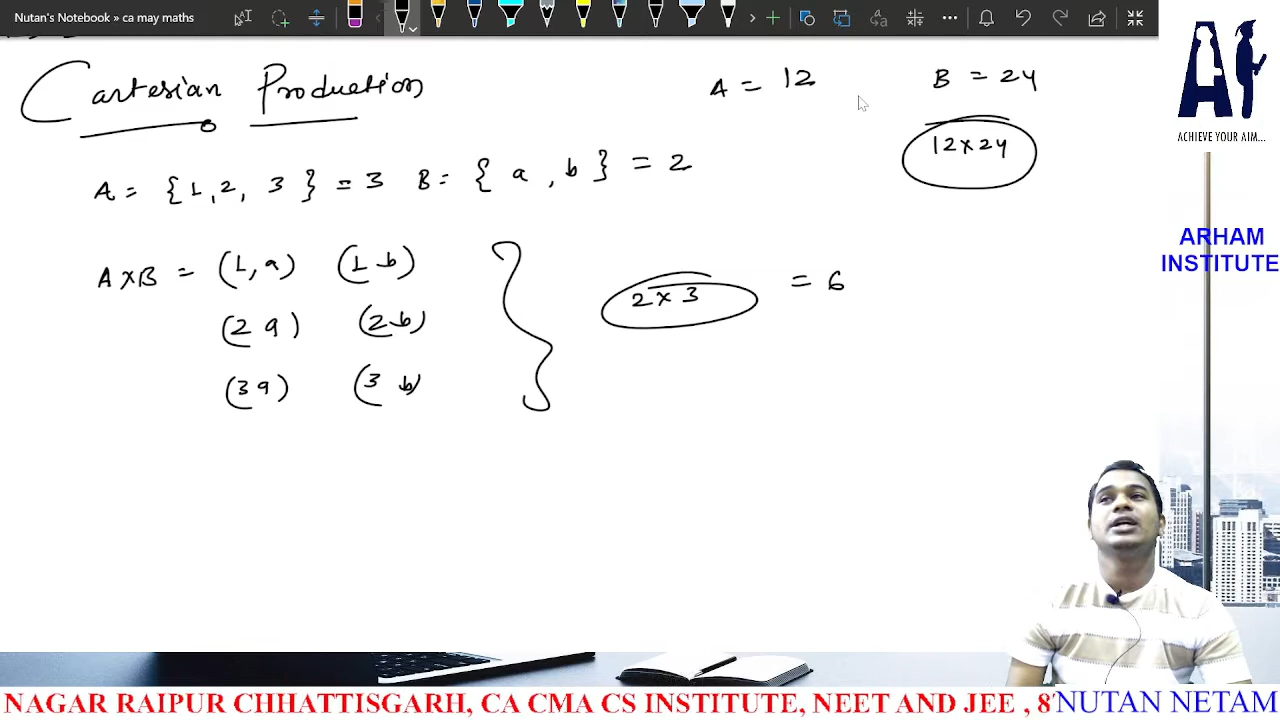 Nutan's Notebook » ca may maths
Cartesian Production
A = 12 B = 24
12 x 24
A = {1, 2, 3} = 3 B = {a, b} = 2
A x B = (1, a) (1 b)
(2 a) (2 b)
(3 a) (3 b)
2 x 3 = 6
Ai
ACHIEVE YOUR AIM...
ARHAM
INSTITUTE
NAGAR RAIPUR CHHATTISGARH, CA CMA CS INSTITUTE, NEET AND JEE , 8
NUTAN NETAM